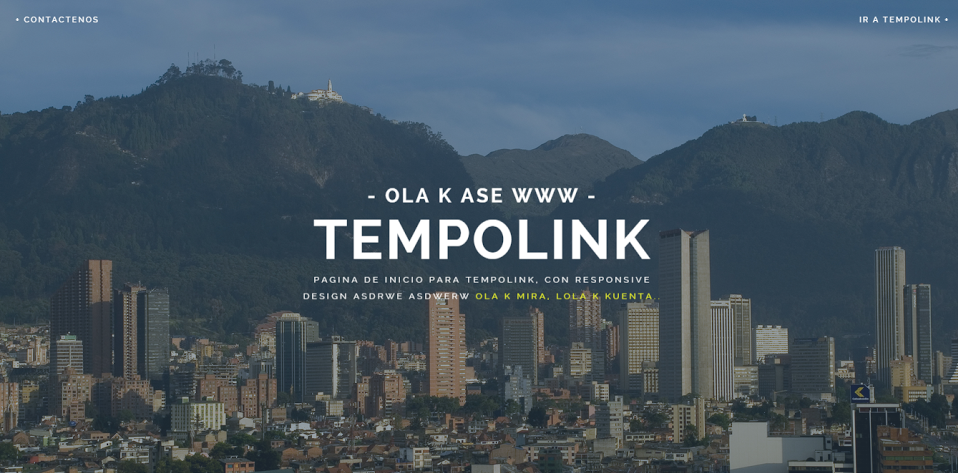 • CONTACTENOS
IR A TEMPOLINK •
- OLA K ASE WWW -
TEMPOLINK
PAGINA DE INICIO PARA TEMPOLINK, CON RESPONSIVE
DESIGN ASDRWE ASDWERW OLA K MIRA, LOLA K KUENTA.